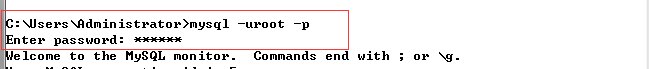 C:\Users\Administrator>mysql -uroot -p
Enter password: ******
Welcome to the MySQL monitor.  Commands end with ; or \g.